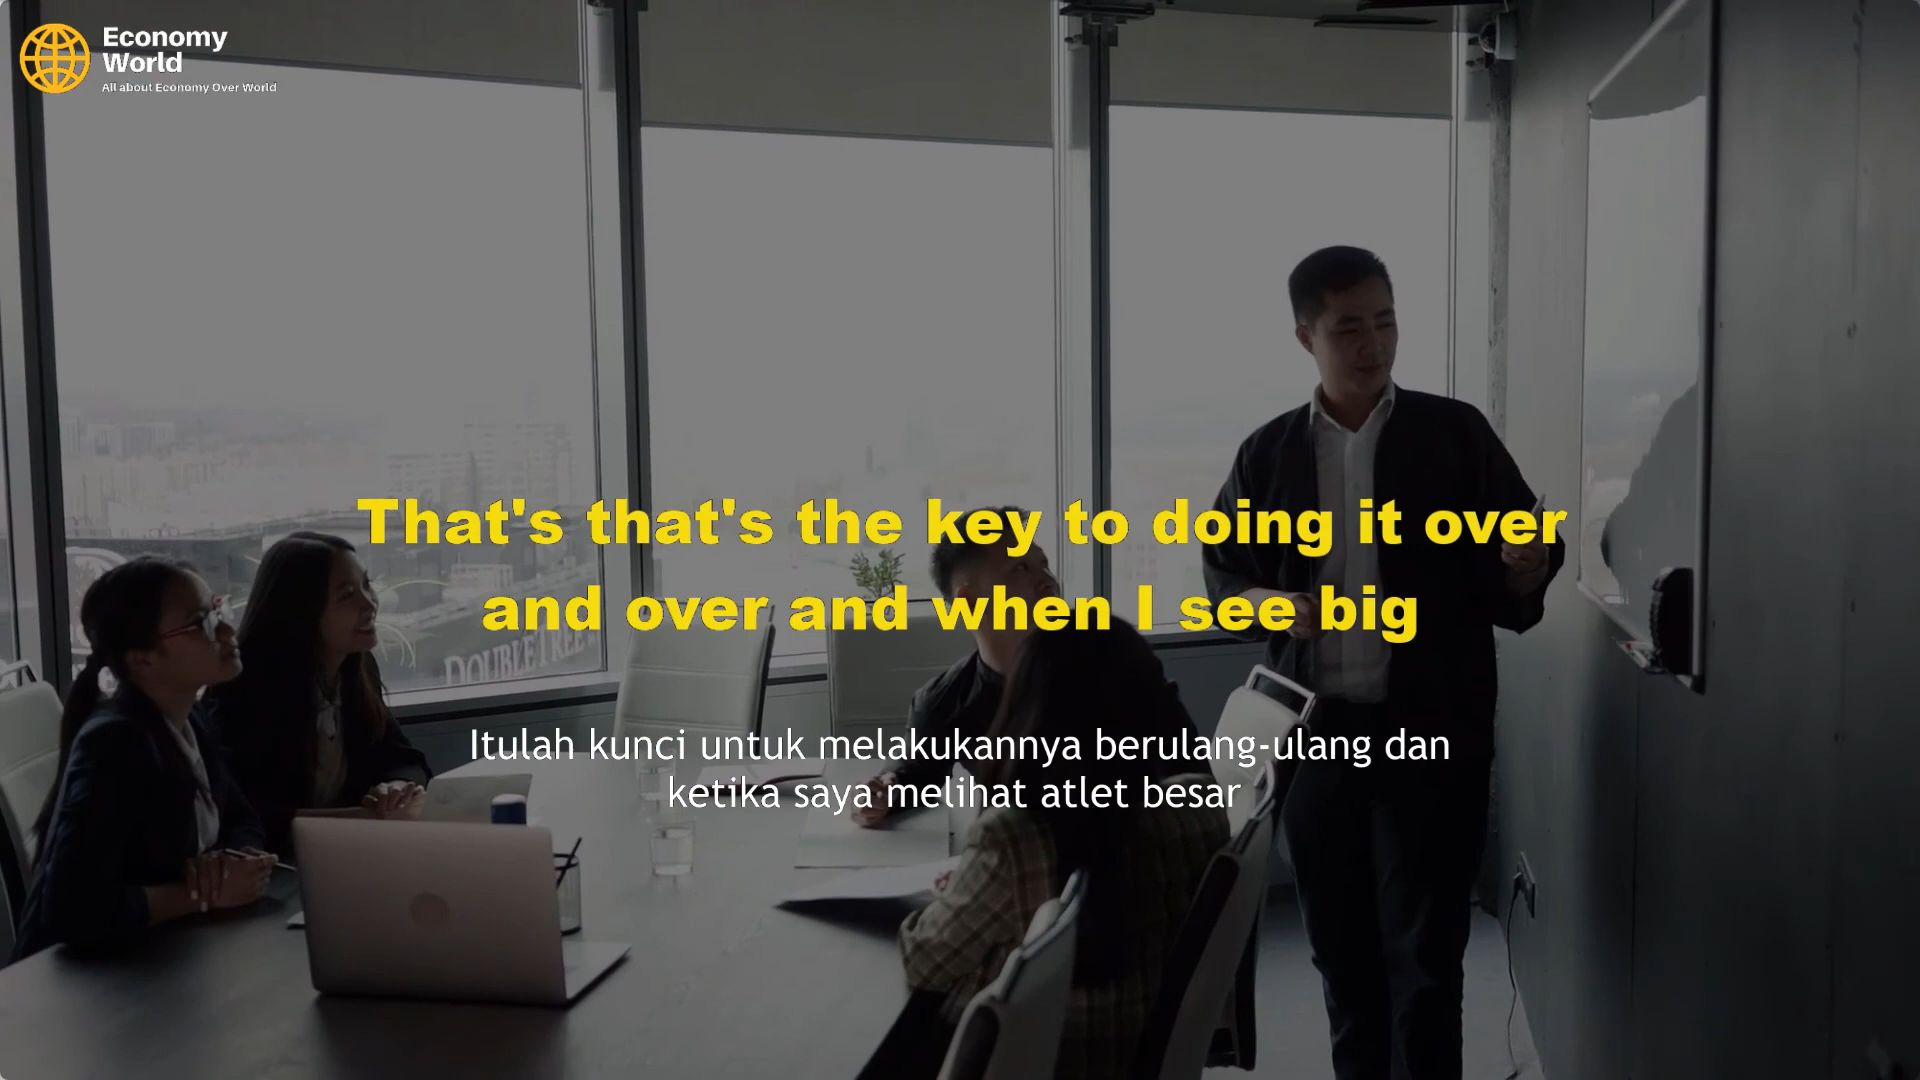 Economy
World
All about Economy Over World
That's that's the key to doing it over
and over and when I see big
DOUBLETREE
Itulah kunci untuk melakukannya berulang-ulang dan
ketika saya melihat atlet besar